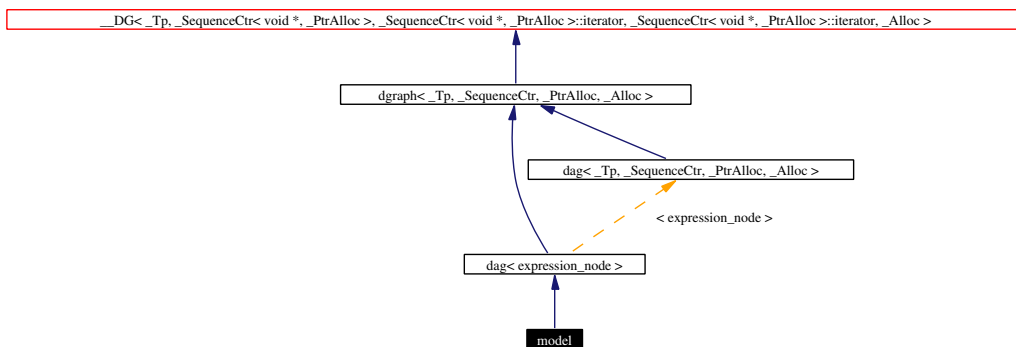 __DG< _Tp, _SequenceCtr< void *, _PtrAlloc >, _SequenceCtr< void *, _PtrAlloc >::iterator, _SequenceCtr< void *, _PtrAlloc >::iterator, _Alloc >
dgraph< _Tp, _SequenceCtr, _PtrAlloc, _Alloc >
dag< _Tp, _SequenceCtr, _PtrAlloc, _Alloc >
< expression_node >
dag< expression_node >
model